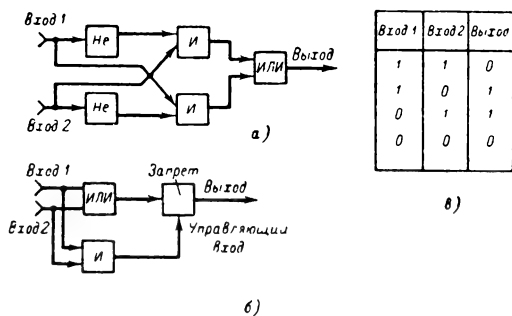 Вход 1
Не
И
ИЛИ
Выход
Вход 2
Не
И
а)
Вход 1
Вход 2
ИЛИ
И
Запрет
Выход
Управляющий
вход
б)
Вход 1 Вход 2 Выход
1 1 0
1 0 1
0 1 1
0 0 0
в)